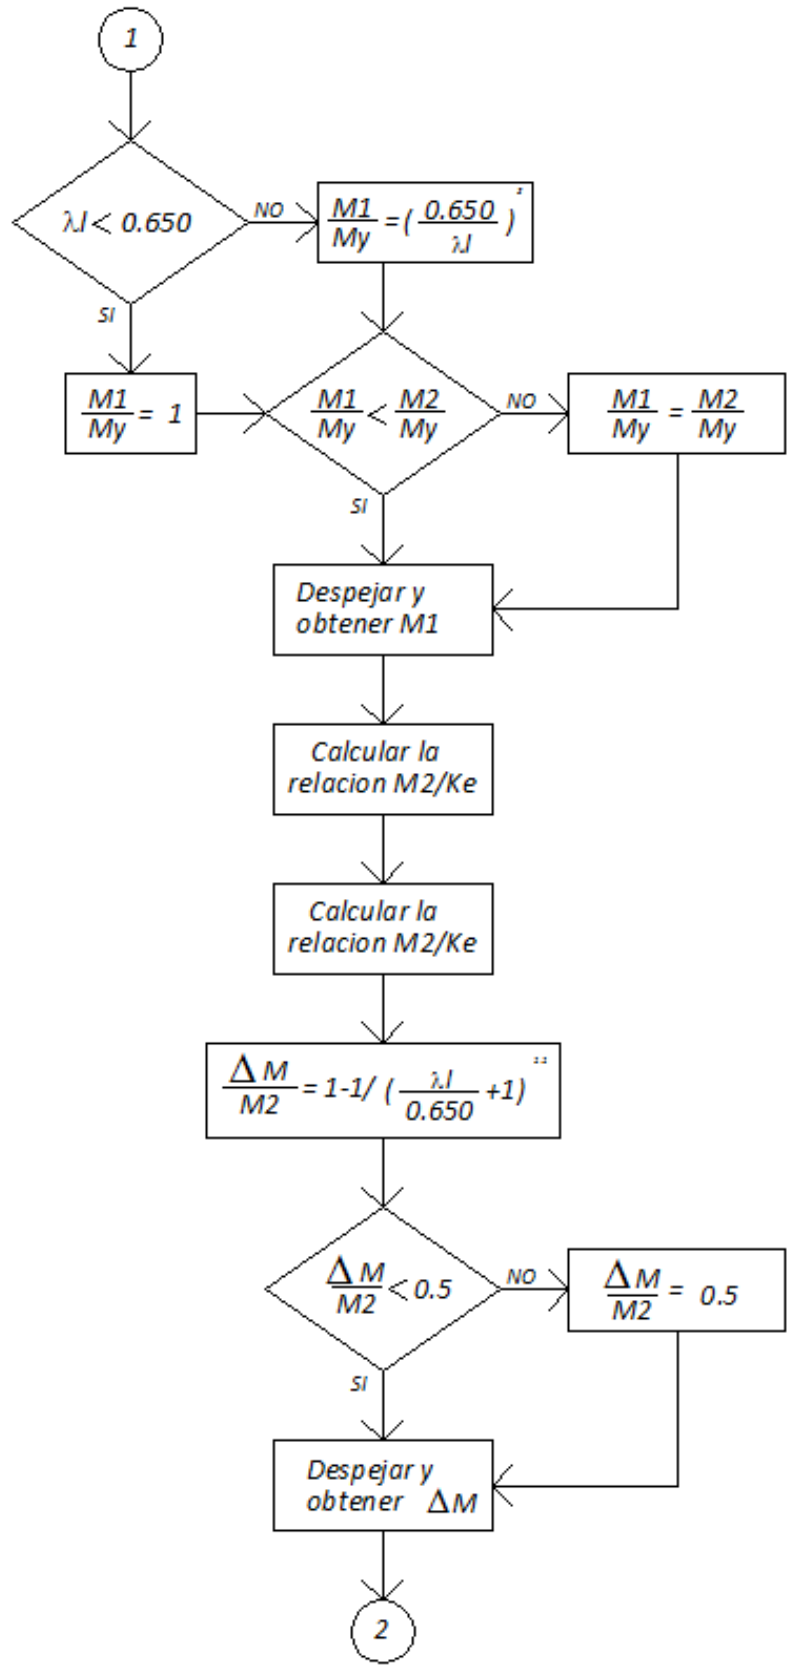 1
λl < 0.650
NO
M1/My = (0.650/λl)
SI
M1/My = 1
M1/My < M2/My
NO
M1/My = M2/My
SI
Despejar y
obtener M1
Calcular la
relacion M2/Ke
Calcular la
relacion M2/Ke
ΔM/M2 = 1-1/(λl/0.650 +1)
ΔM/M2 < 0.5
NO
ΔM/M2 = 0.5
SI
Despejar y
obtener ΔM
2